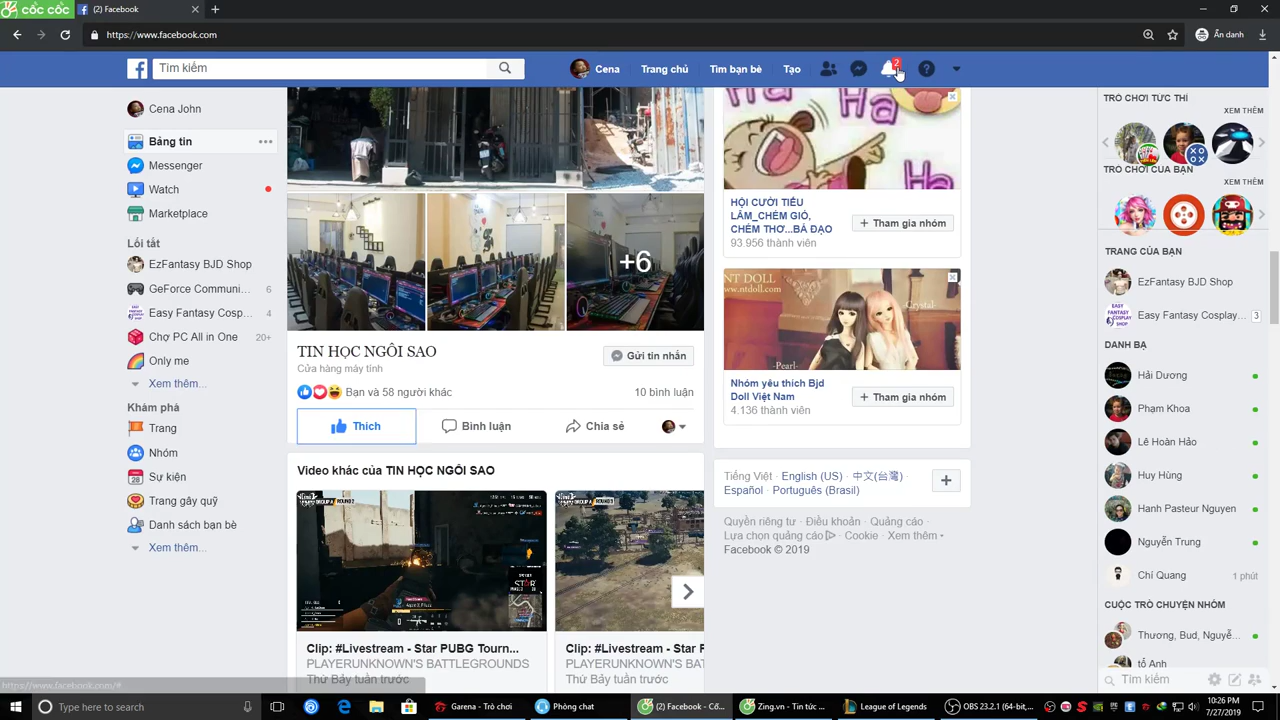 CỐC CỐC
(2) Facebook
https://www.facebook.com
Ẩn danh
Tìm kiếm
Cena
Trang chủ
Tìm bạn bè
Tạo
2
Cena John
Bảng tin
Messenger
Watch
Marketplace
Lối tắt
EzFantasy BJD Shop
GeForce Communi... 6
Easy Fantasy Cosp... 4
Chợ PC All in One 20+
Only me
Xem thêm...
Khám phá
Trang
Nhóm
Sự kiện
Trang gây quỹ
Danh sách bạn bè
Xem thêm...
+6
TIN HỌC NGÔI SAO
Cửa hàng máy tính
Gửi tin nhắn
Bạn và 58 người khác
10 bình luận
Thích
Bình luận
Chia sẻ
Video khác của TIN HỌC NGÔI SAO
Clip: #Livestream - Star PUBG Tourn...
PLAYERUNKNOWN'S BATTLEGROUNDS
Thứ Bảy tuần trước
Clip: #Livestream - Star P
PLAYERUNKNOWN'S BAT
Thứ Bảy tuần trước
Ha Ha
Ha
HỘI CƯỜI TIẾU
LÂM_CHÉM GIÓ,
CHÉM THƠ...BÁ ĐẠO
93.956 thành viên
Tham gia nhóm
NT DOLL
www.ntdoll.com
-Crystal-
-Pearl-
Nhóm yêu thích Bjd
Doll Việt Nam
4.136 thành viên
Tham gia nhóm
Tiếng Việt · English (US) · 中文(台灣) ·
Español · Português (Brasil)
Quyền riêng tư · Điều khoản · Quảng cáo ·
Lựa chọn quảng cáo · Cookie · Xem thêm
Facebook © 2019
TRÒ CHƠI TỨC THÌ
XEM THÊM
TRÒ CHƠI CỦA BẠN
XEM THÊM
TRANG CỦA BẠN
EzFantasy BJD Shop
Easy Fantasy Cosplay... 3
DANH BẠ
Hải Dương
Phạm Khoa
Lê Hoàn Hảo
Huy Hùng
Hanh Pasteur Nguyen
Nguyễn Trung
Chí Quang 1 phút
CUỘC TRÒ CHUYỆN NHÓM
Thương, Bud, Nguyễ...
tổ Anh
Tìm kiếm
https://www.facebook.com/#
Type here to search
Garena - Trò chơi
Phòng chat
(2) Facebook - Cố...
Zing.vn - Tin tức ...
League of Legends
OBS 23.2.1 (64-bit,...
10:26 PM
7/27/2019